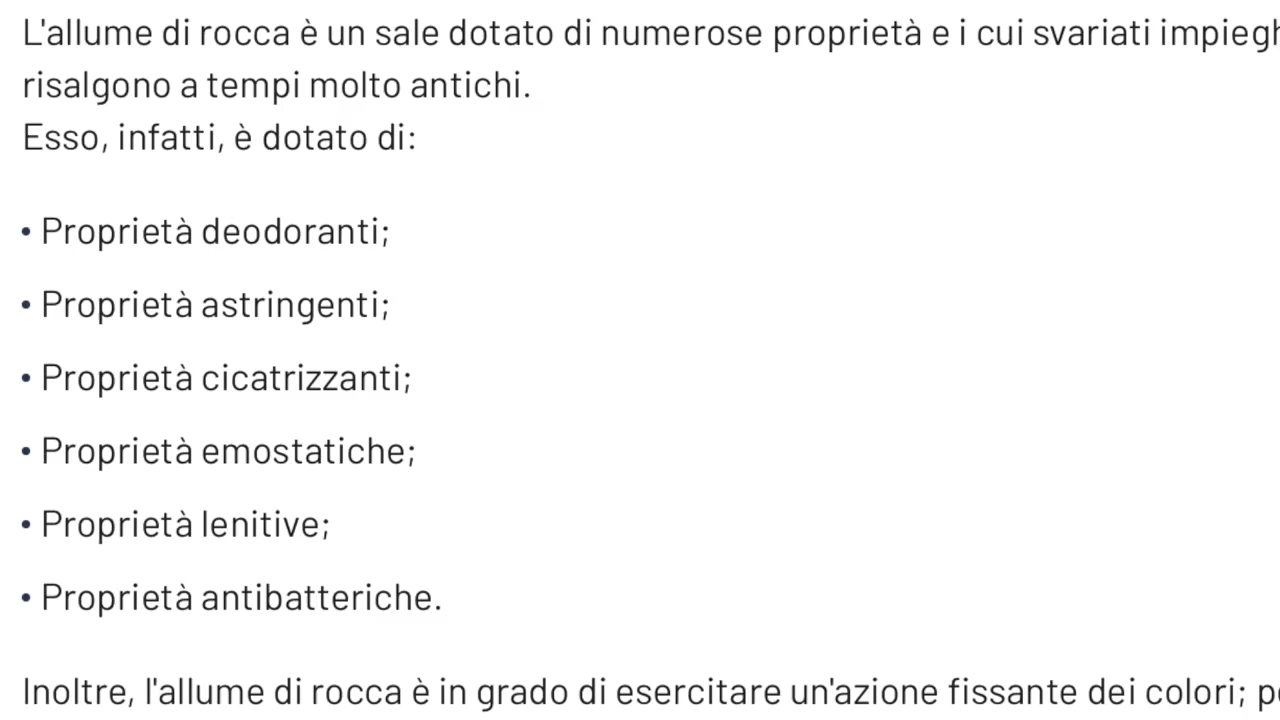 L'allume di rocca è un sale dotato di numerose proprietà e i cui svariati
risalgono a tempi molto antichi.
Esso, infatti, è dotato di:
• Proprietà deodoranti;
• Proprietà astringenti;
• Proprietà cicatrizzanti;
• Proprietà emostatiche;
• Proprietà lenitive;
• Proprietà antibatteriche.
Inoltre, l'allume di rocca è in grado di esercitare un'azione fissante dei colori;